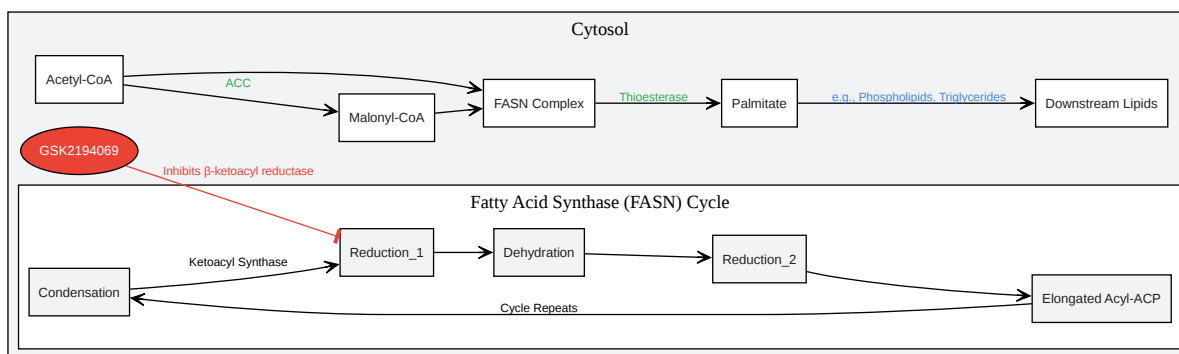 Cytosol
Acetyl-CoA
ACC
Malonyl-CoA
FASN Complex
Thioesterase
Palmitate
e.g., Phospholipids, Triglycerides
Downstream Lipids
GSK2194069
Inhibits β-ketoacyl reductase
Fatty Acid Synthase (FASN) Cycle
Condensation
Ketoacyl Synthase
Reduction_1
Dehydration
Reduction_2
Elongated Acyl-ACP
Cycle Repeats